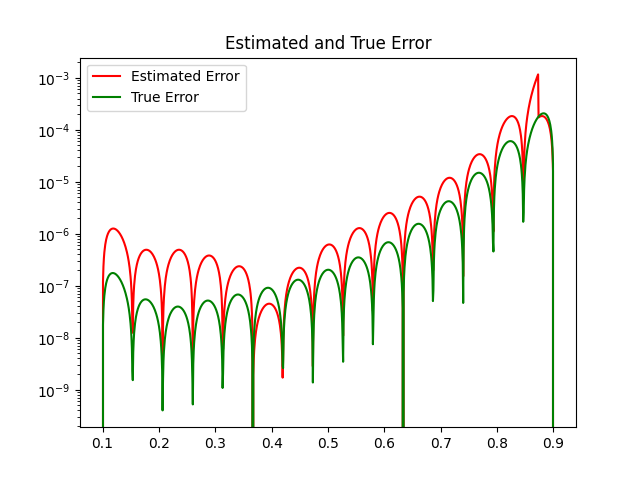 Estimated and True Error
Estimated Error
True Error
10⁻³
10⁻⁴
10⁻⁵
10⁻⁶
10⁻⁷
10⁻⁸
10⁻⁹
0.1 0.2 0.3 0.4 0.5 0.6 0.7 0.8 0.9